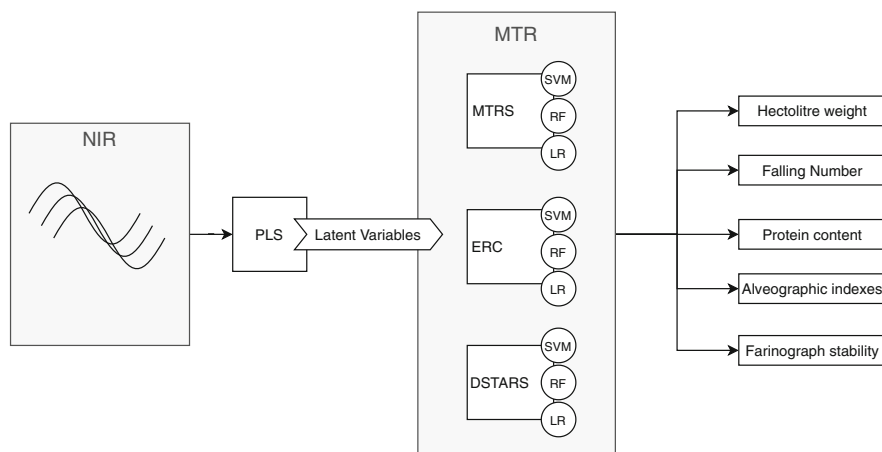 NIR
PLS
Latent Variables
MTR
MTRS
SVM
RF
LR
ERC
SVM
RF
LR
DSTARS
SVM
RF
LR
Hectolitre weight
Falling Number
Protein content
Alveographic indexes
Farinograph stability